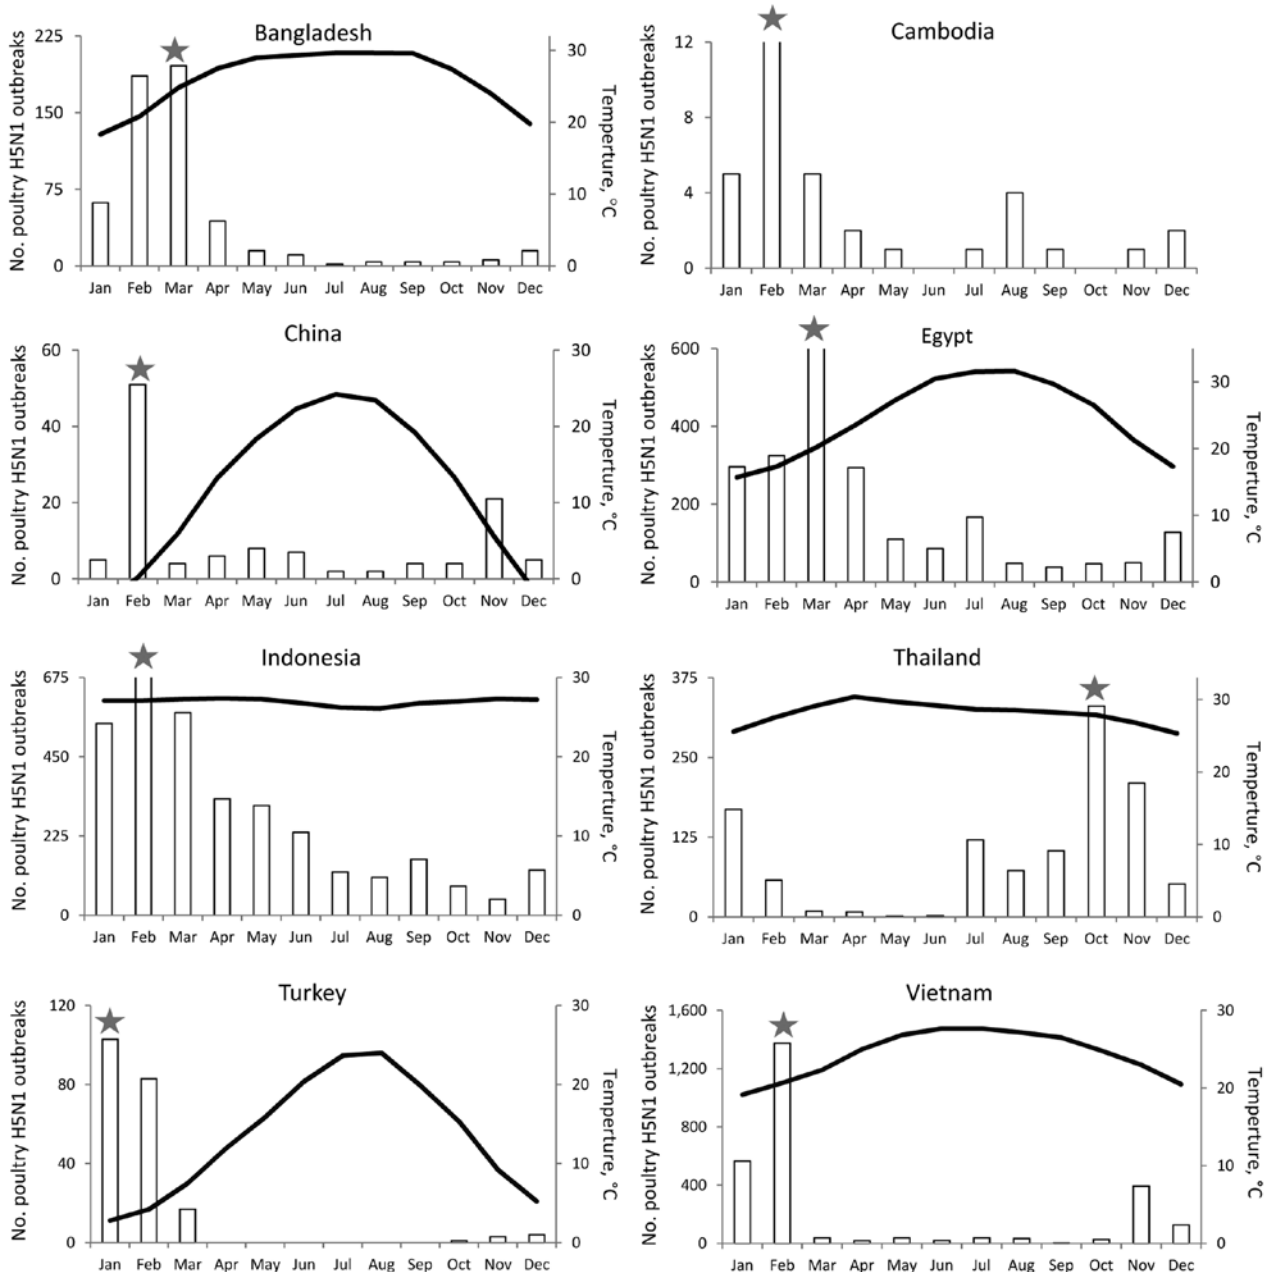 Bangladesh
No. poultry H5N1 outbreaks
225
150
75
0
30
20
10
0
Temperture, °C
Jan Feb Mar Apr May Jun Jul Aug Sep Oct Nov Dec
Cambodia
No. poultry H5N1 outbreaks
12
8
4
2
0
Jan Feb Mar Apr May Jun Jul Aug Sep Oct Nov Dec
China
No. poultry H5N1 outbreaks
60
40
20
0
30
20
10
0
Temperture, °C
Jan Feb Mar Apr May Jun Jul Aug Sep Oct Nov Dec
Egypt
No. poultry H5N1 outbreaks
600
400
200
0
30
20
10
0
Temperture, °C
Jan Feb Mar Apr May Jun Jul Aug Sep Oct Nov Dec
Indonesia
No. poultry H5N1 outbreaks
675
450
225
0
30
20
10
0
Temperture, °C
Jan Feb Mar Apr May Jun Jul Aug Sep Oct Nov Dec
Thailand
No. poultry H5N1 outbreaks
375
250
125
0
30
20
10
0
Temperture, °C
Jan Feb Mar Apr May Jun Jul Aug Sep Oct Nov Dec
Turkey
No. poultry H5N1 outbreaks
120
80
40
0
30
20
10
0
Temperture, °C
Jan Feb Mar Apr May Jun Jul Aug Sep Oct Nov Dec
Vietnam
No. poultry H5N1 outbreaks
1,600
1,200
800
400
0
30
20
10
0
Temperture, °C
Jan Feb Mar Apr May Jun Jul Aug Sep Oct Nov Dec